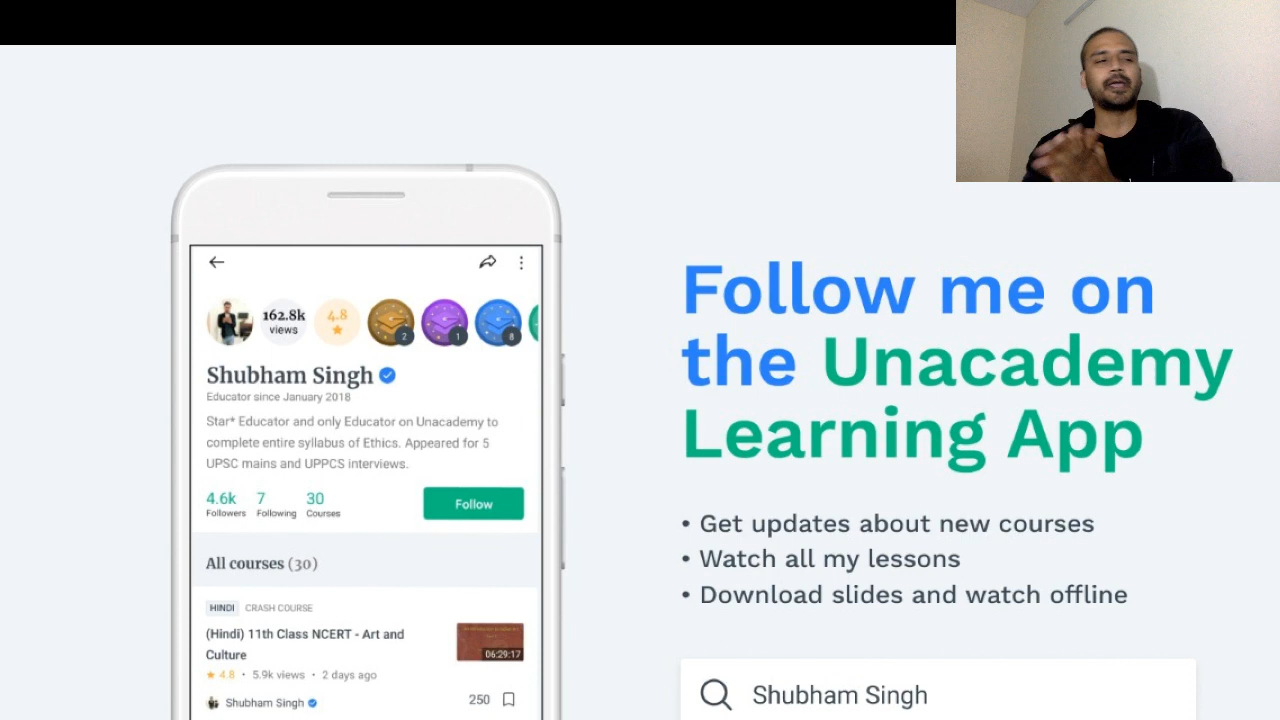 162.8k
views
4.8
2
1
8
Shubham Singh
Educator since January 2018
Star* Educator and only Educator on Unacademy to
complete entire syllabus of Ethics. Appeared for 5
UPSC mains and UPPCS interviews.
4.6k 7 30
Followers Following Courses
Follow
All courses (30)
HINDI CRASH COURSE
(Hindi) 11th Class NCERT - Art and
Culture
06:29:17
4.8 • 5.9k views • 2 days ago
Shubham Singh
250
Follow me on
the Unacademy
Learning App
• Get updates about new courses
• Watch all my lessons
• Download slides and watch offline
Shubham Singh